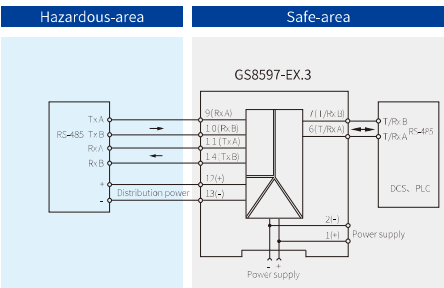 Hazardous-area
Safe-area
GS8597-EX.3
TxA
RS-485 TxB
RxA
RxB
+
-
Distribution power
9(RxA)
10(RxB)
11(TxA)
14(TxB)
12(+)
13(-)
7(T/RxB)
6(T/RxA)
2(-)
1(+)
T/RxB
T/RxA
RS-485
DCS、PLC
Power supply
- +
Power supply